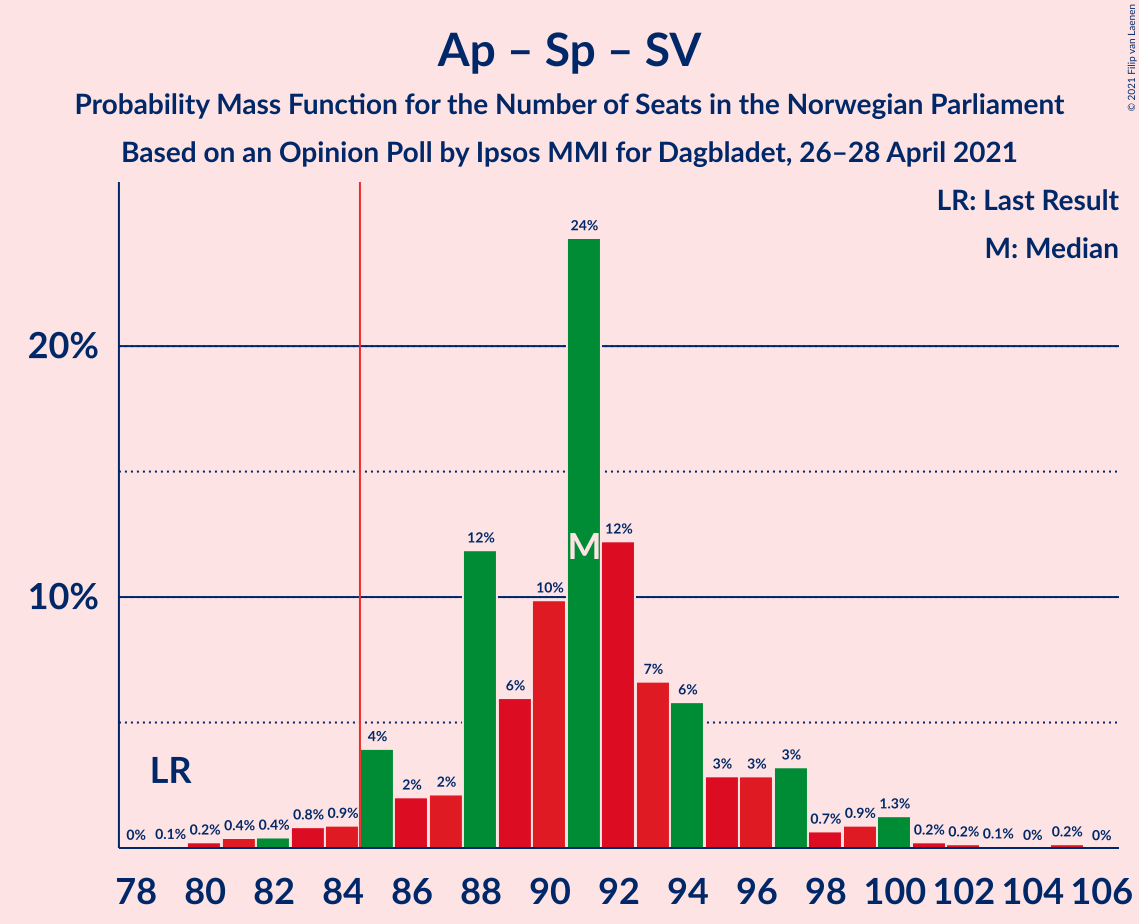 Ap – Sp – SV
Probability Mass Function for the Number of Seats in the Norwegian Parliament
Based on an Opinion Poll by Ipsos MMI for Dagbladet, 26–28 April 2021
© 2021 Filip van Laenen
LR: Last Result
M: Median
20%
10%
LR
M
0% 0.1% 0.2% 0.4% 0.4% 0.8% 0.9% 4% 2% 2% 12% 6% 10% 24% 12% 7% 6% 3% 3% 3% 0.7% 0.9% 1.3% 0.2% 0.2% 0.1% 0% 0.2% 0%
78 80 82 84 86 88 90 92 94 96 98 100 102 104 106